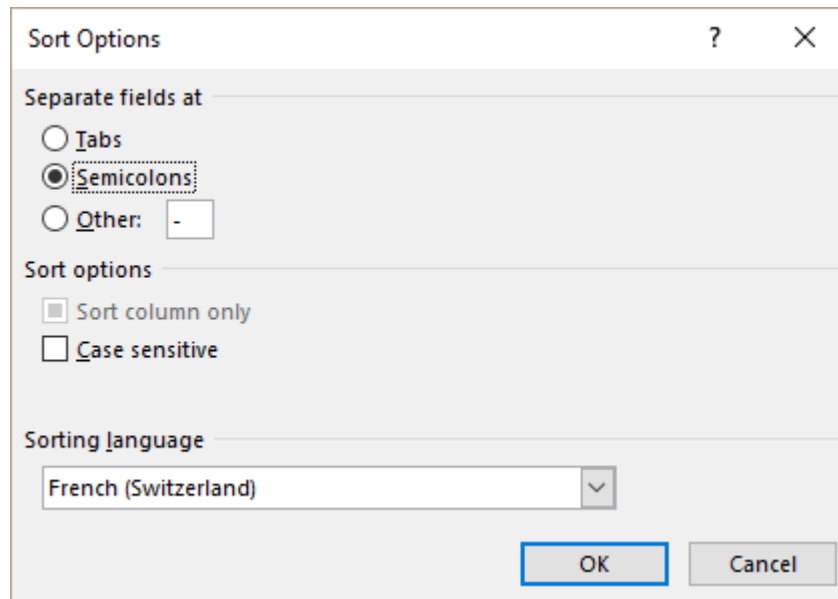 Sort Options ?
Separate fields at
Tabs
Semicolons
Other: -
Sort options
Sort column only
Case sensitive
Sorting language
French (Switzerland)
OK Cancel